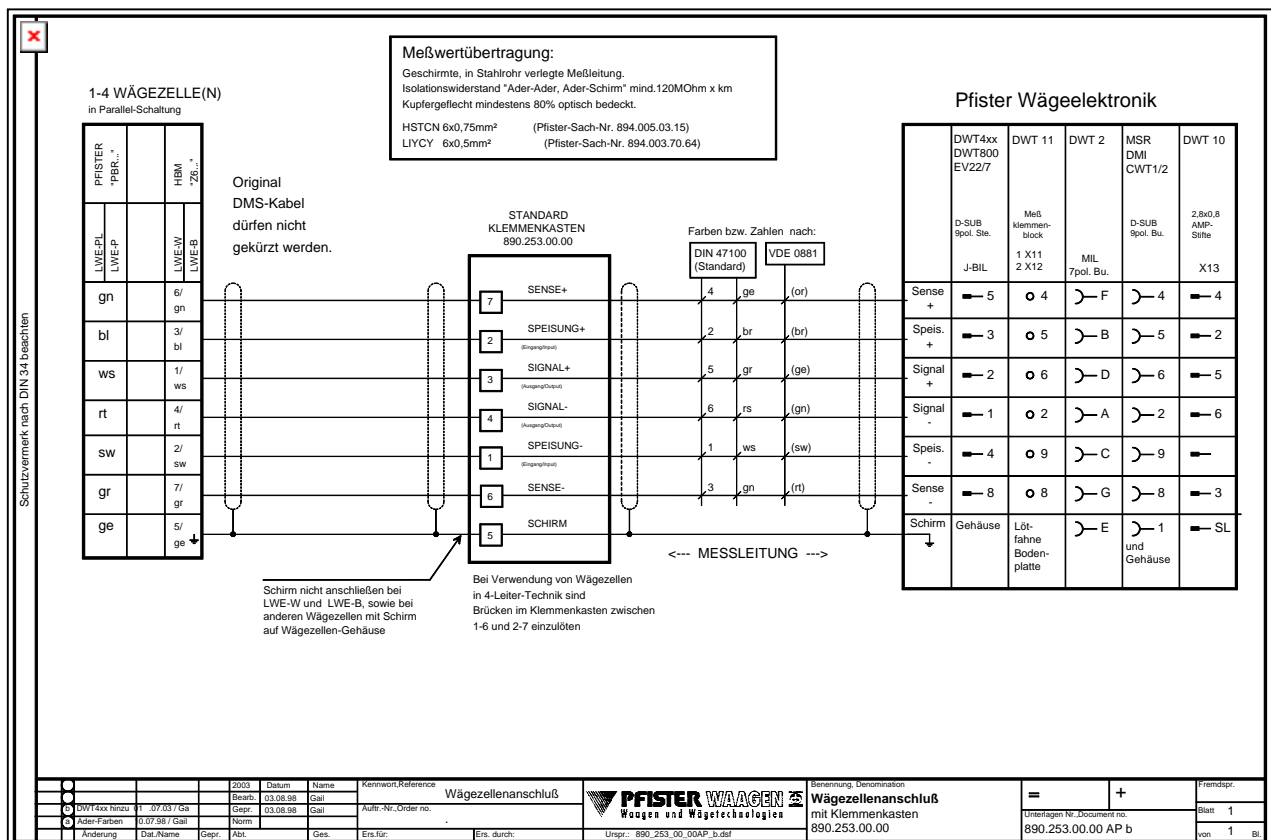 Schutzvermerk nach DIN 34 beachten
Meßwertübertragung:
Geschirmte, in Stahlrohr verlegte Meßleitung.
Isolationswiderstand "Ader-Ader, Ader-Schirm" mind.120MOhm x km
Kupfergeflecht mindestens 80% optisch bedeckt.
HSTCN 6x0,75mm² (Pfister-Sach-Nr. 894.005.03.15)
LIYCY 6x0,5mm² (Pfister-Sach-Nr. 894.003.70.64)
1-4 WÄGEZELLE(N)
in Parallel-Schaltung
PFISTER
"PBR..."
HBM
"Z6..."
LWE-PL
LWE-P
LWE-W
LWE-B
gn 6/ gn
bl 3/ bl
ws 1/ ws
rt 4/ rt
sw 2/ sw
gr 7/ gr
ge 5/ ge
Original
DMS-Kabel
dürfen nicht
gekürzt werden.
STANDARD
KLEMMENKASTEN
890.253.00.00
7 SENSE+
2 SPEISUNG+
(Eingang/Input)
3 SIGNAL+
(Ausgang/Output)
4 SIGNAL-
(Ausgang/Output)
1 SPEISUNG-
(Eingang/Input)
6 SENSE-
5 SCHIRM
Schirm nicht anschließen bei
LWE-W und LWE-B, sowie bei
anderen Wägezellen mit Schirm
auf Wägezellen-Gehäuse
Bei Verwendung von Wägezellen
in 4-Leiter-Technik sind
Brücken im Klemmenkasten zwischen
1-6 und 2-7 einzulöten
Farben bzw. Zahlen nach:
DIN 47100
(Standard)
VDE 0881
4 ge (or)
2 br (br)
5 gr (ge)
6 rs (gn)
1 ws (sw)
3 gn (rt)
<--- MESSLEITUNG --->
Pfister Wägeelektronik
DWT4xx
DWT800
EV22/7
D-SUB
9pol. Ste.
J-BIL
DWT 11
Meß
klemmen-
block
1 X11
2 X12
DWT 2
MIL
7pol. Bu.
MSR
DMI
CWT1/2
D-SUB
9pol. Bu.
DWT 10
2,8x0,8
AMP-
Stifte
X13
Sense + 5 4 F 4 4
Speis. + 3 5 B 5 2
Signal + 2 6 D 6 5
Signal - 1 2 A 2 6
Speis. - 4 9 C 9
Sense - 8 8 G 8 3
Schirm Gehäuse
Löt-
fahne
Boden-
platte
E
1
und
Gehäuse
SL
2003 Datum Name
Bearb. 03.08.98 Gail
b DWT4xx hinzu .07.03 / Ga Gepr. 03.08.98 Gail
a Ader-Farben 0.07.98 / Gail Norm
Änderung Dat./Name Gepr. Abt. Ges.
Kennwort,Reference
Wägezellenanschluß
Auftr.-Nr.,Order no.
.
Ers.für: Ers. durch: Urspr.: 890_253_00_00AP_b.dsf
PFISTER WAAGEN
Waagen und Wägetechnologien
Benennung, Denomination
Wägezellenanschluß
mit Klemmenkasten
890.253.00.00
= +
Unterlagen Nr.,Document no.
890.253.00.00 AP b
Fremdspr.
Blatt 1
von 1 Bl.